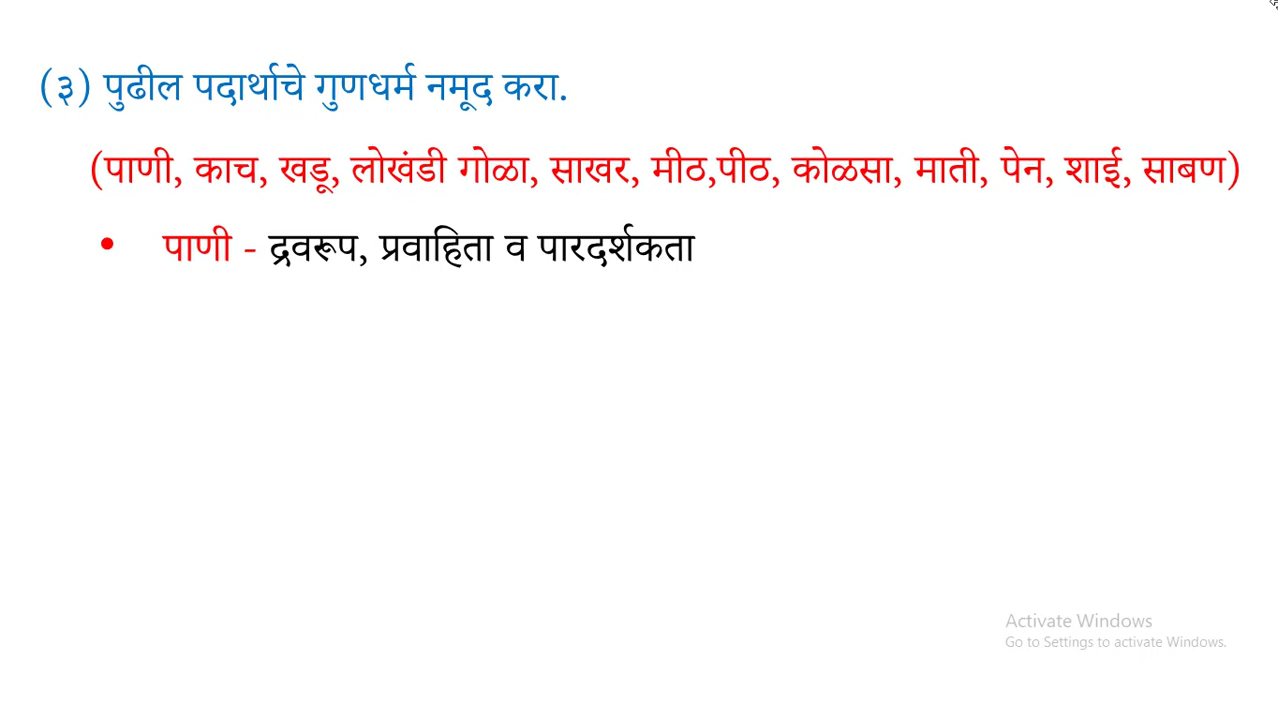 (३) पुढील पदार्थाचे गुणधर्म नमूद करा.
(पाणी, काच, खडू, लोखंडी गोळा, साखर, मीठ,पीठ, कोळसा, माती, पेन, शाई, साबण)
• पाणी - द्रवरूप, प्रवाहिता व पारदर्शकता
Activate Windows
Go to Settings to activate Windows.